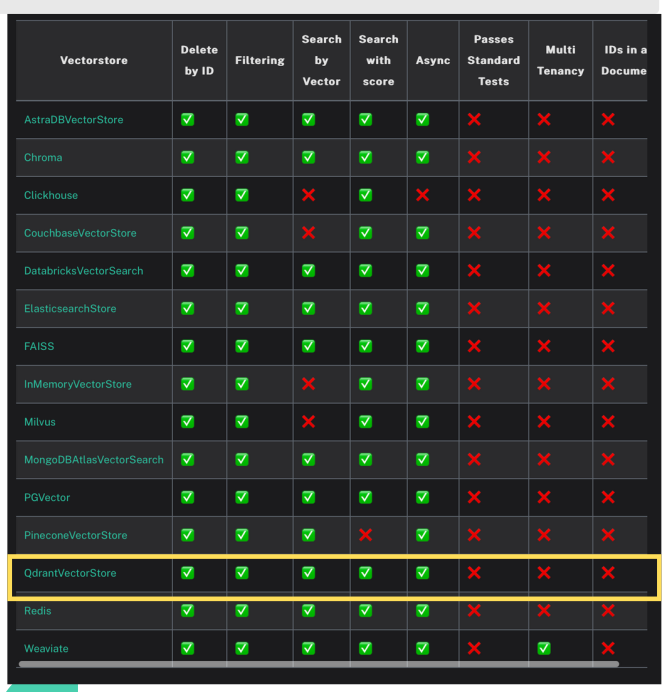 Vectorstore Delete by ID Filtering Search by Vector Search with score Async Passes Standard Tests Multi Tenancy IDs in a Docume
AstraDBVectorStore ✅ ✅ ✅ ✅ ✅ ❌ ❌ ❌
Chroma ✅ ✅ ✅ ✅ ✅ ❌ ❌ ❌
Clickhouse ✅ ✅ ❌ ✅ ❌ ❌ ❌ ❌
CouchbaseVectorStore ✅ ✅ ❌ ✅ ✅ ❌ ❌ ❌
DatabricksVectorSearch ✅ ✅ ✅ ✅ ✅ ❌ ❌ ❌
ElasticsearchStore ✅ ✅ ✅ ✅ ✅ ❌ ❌ ❌
FAISS ✅ ✅ ✅ ✅ ✅ ❌ ❌ ❌
InMemoryVectorStore ✅ ✅ ❌ ✅ ✅ ❌ ❌ ❌
Milvus ✅ ✅ ❌ ✅ ✅ ❌ ❌ ❌
MongoDBAtlasVectorSearch ✅ ✅ ✅ ✅ ✅ ❌ ❌ ❌
PGVector ✅ ✅ ✅ ✅ ✅ ❌ ❌ ❌
PineconeVectorStore ✅ ✅ ✅ ❌ ✅ ❌ ❌ ❌
QdrantVectorStore ✅ ✅ ✅ ✅ ✅ ❌ ❌ ❌
Redis ✅ ✅ ✅ ✅ ✅ ❌ ❌ ❌
Weaviate ✅ ✅ ✅ ✅ ✅ ❌ ✅ ❌